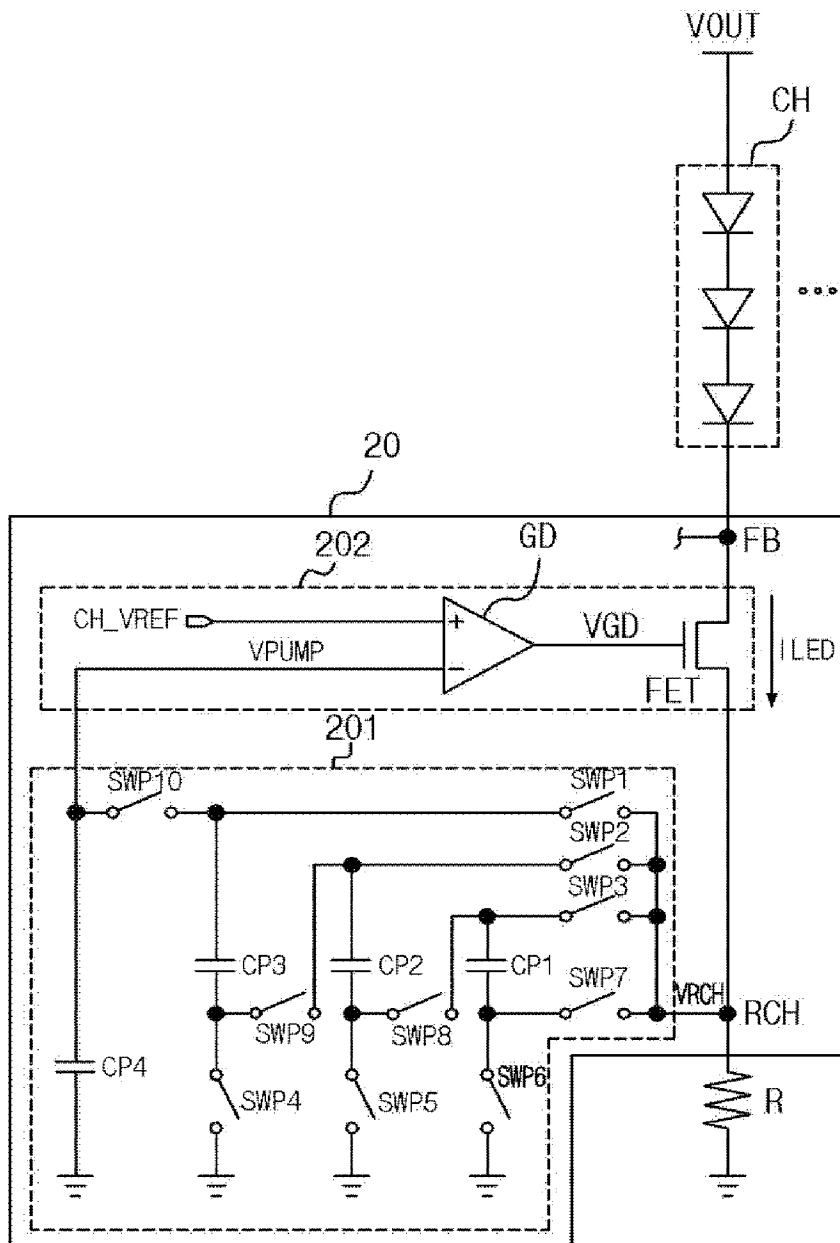 VOUT
CH
20
202
GD
FB
CH_VREF
+
VGD
ILED
VPUMP
−
FET
201
SWP10
SWP1
SWP2
SWP3
CP3
CP2
CP1
SWP7
VRCH
RCH
SWP9
SWP8
CP4
SWP4
SWP5
SWP6
R